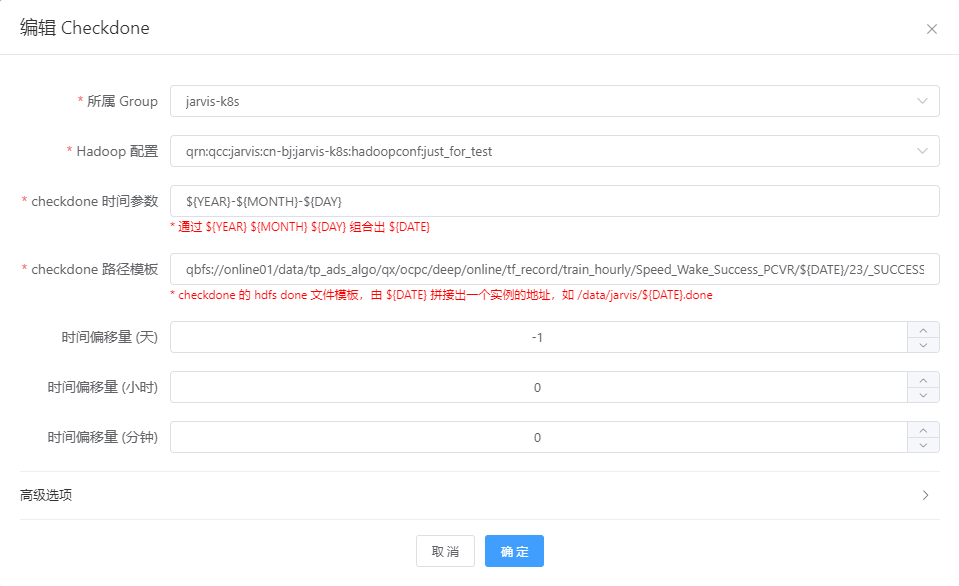 编辑 Checkdone
* 所属 Group
jarvis-k8s
* Hadoop 配置
qrn:qcc:jarvis:cn-bj:jarvis-k8s:hadoopconf:just_for_test
* checkdone 时间参数
${YEAR}-${MONTH}-${DAY}
* 通过 ${YEAR} ${MONTH} ${DAY} 组合出 ${DATE}
* checkdone 路径模板
qbfs://online01/data/tp_ads_algo/qx/ocpc/deep/online/tf_record/train_hourly/Speed_Wake_Success_PCVR/${DATE}/23/_SUCCESS
* checkdone 的 hdfs done 文件模板，由 ${DATE} 拼接出一个实例的地址，如 /data/jarvis/${DATE}.done
时间偏移量 (天)
-1
时间偏移量 (小时)
0
时间偏移量 (分钟)
0
高级选项
取消
确定